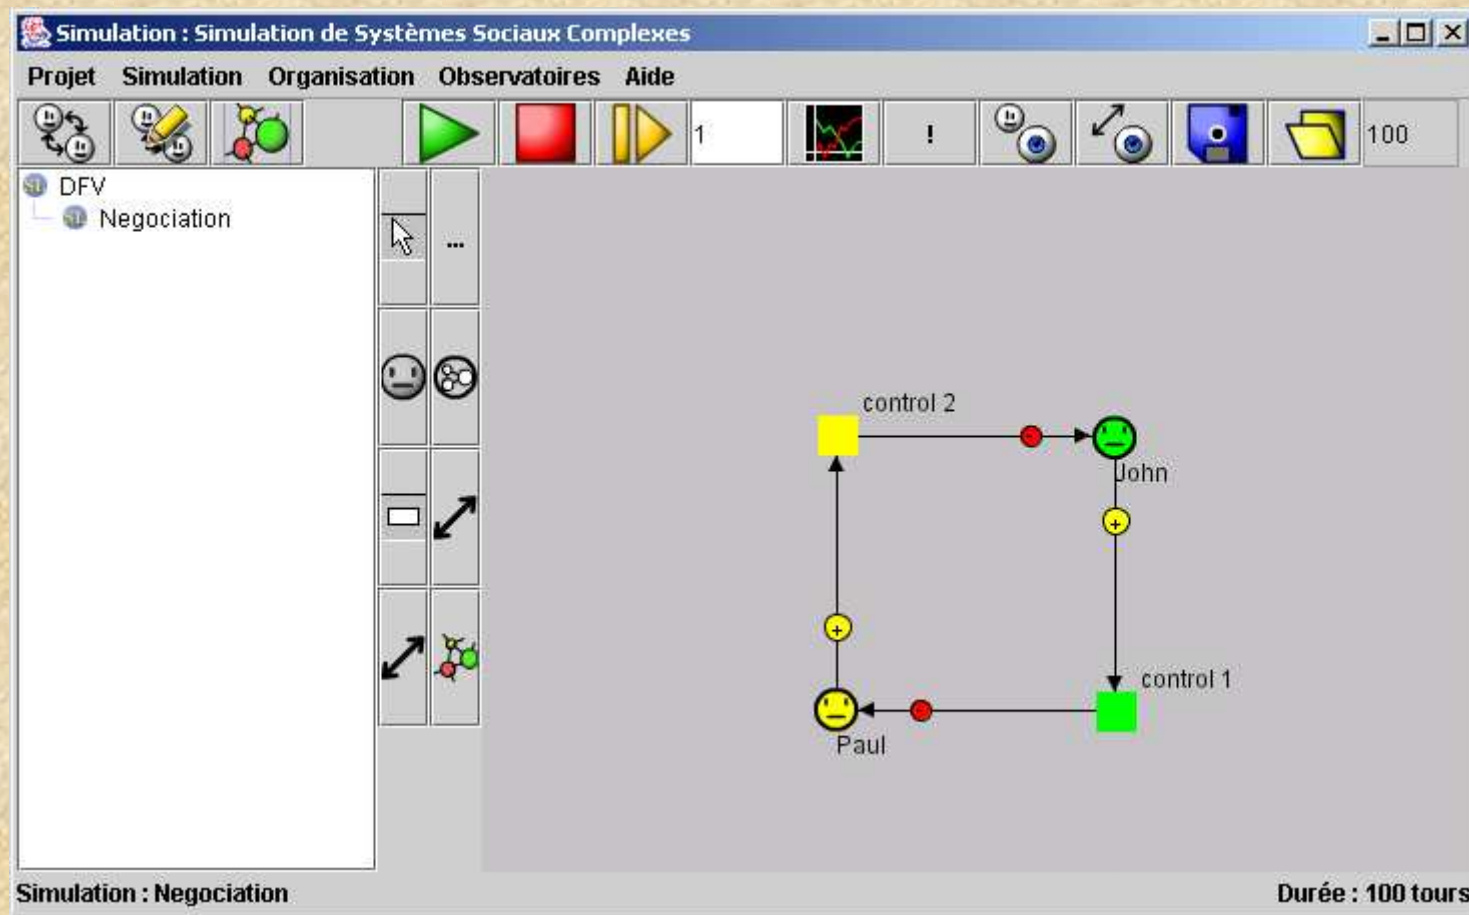 Simulation : Simulation de Systèmes Sociaux Complexes
Projet Simulation Organisation Observatoires Aide
1 ! 100
DFV
Negociation
...
control 2
John
+
control 1
+
Paul
Simulation : Negociation
Durée : 100 tours